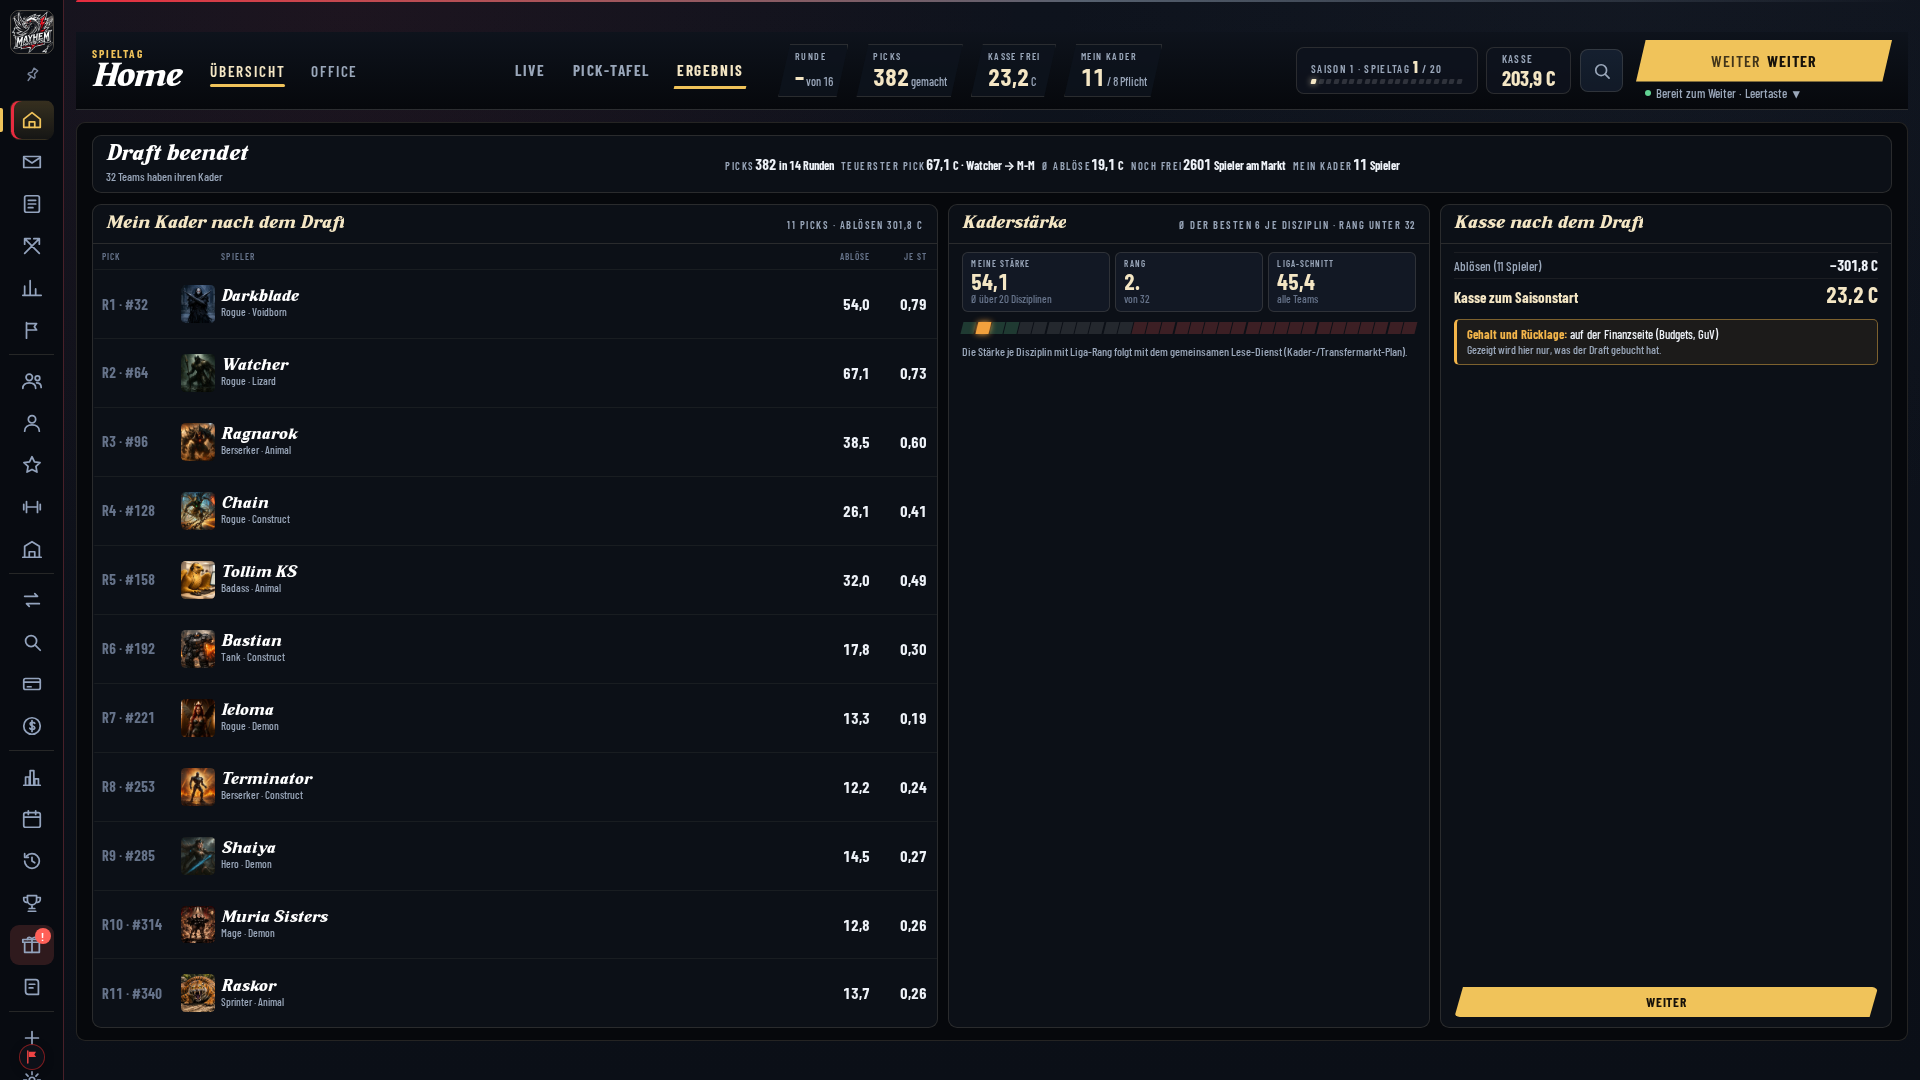 MAYHEM
SPIELTAG
Home
ÜBERSICHT
OFFICE
LIVE
PICK-TAFEL
ERGEBNIS
RUNDE
– von 16
PICKS
382 gemacht
KASSE FREI
23,2 C
MEIN KADER
11 / 8 Pflicht
SAISON 1 · SPIELTAG 1 / 20
KASSE
203,9 C
WEITER WEITER
Bereit zum Weiter · Leertaste ▼
Draft beendet
32 Teams haben ihren Kader
PICKS 382 in 14 Runden TEUERSTER PICK 67,1 C · Watcher → M-M Ø ABLÖSE 19,1 C NOCH FREI 2601 Spieler am Markt MEIN KADER 11 Spieler
Mein Kader nach dem Draft
11 PICKS · ABLÖSEN 301,8 C
PICK SPIELER ABLÖSE JE ST
R1 · #32 Darkblade 54,0 0,79
Rogue · Voidborn
R2 · #64 Watcher 67,1 0,73
Rogue · Lizard
R3 · #96 Ragnarok 38,5 0,60
Berserker · Animal
R4 · #128 Chain 26,1 0,41
Rogue · Construct
R5 · #158 Tollim KS 32,0 0,49
Badass · Animal
R6 · #192 Bastian 17,8 0,30
Tank · Construct
R7 · #221 Ieloma 13,3 0,19
Rogue · Demon
R8 · #253 Terminator 12,2 0,24
Berserker · Construct
R9 · #285 Shaiya 14,5 0,27
Hero · Demon
R10 · #314 Muria Sisters 12,8 0,26
Mage · Demon
R11 · #340 Raskor 13,7 0,26
Sprinter · Animal
Kaderstärke
Ø DER BESTEN 6 JE DISZIPLIN · RANG UNTER 32
MEINE STÄRKE
54,1
Ø über 20 Disziplinen
RANG
2.
von 32
LIGA-SCHNITT
45,4
alle Teams
Die Stärke je Disziplin mit Liga-Rang folgt mit dem gemeinsamen Lese-Dienst (Kader-/Transfermarkt-Plan).
Kasse nach dem Draft
Ablösen (11 Spieler) −301,8 C
Kasse zum Saisonstart 23,2 C
Gehalt und Rücklage: auf der Finanzseite (Budgets, GuV)
Gezeigt wird hier nur, was der Draft gebucht hat.
WEITER
!